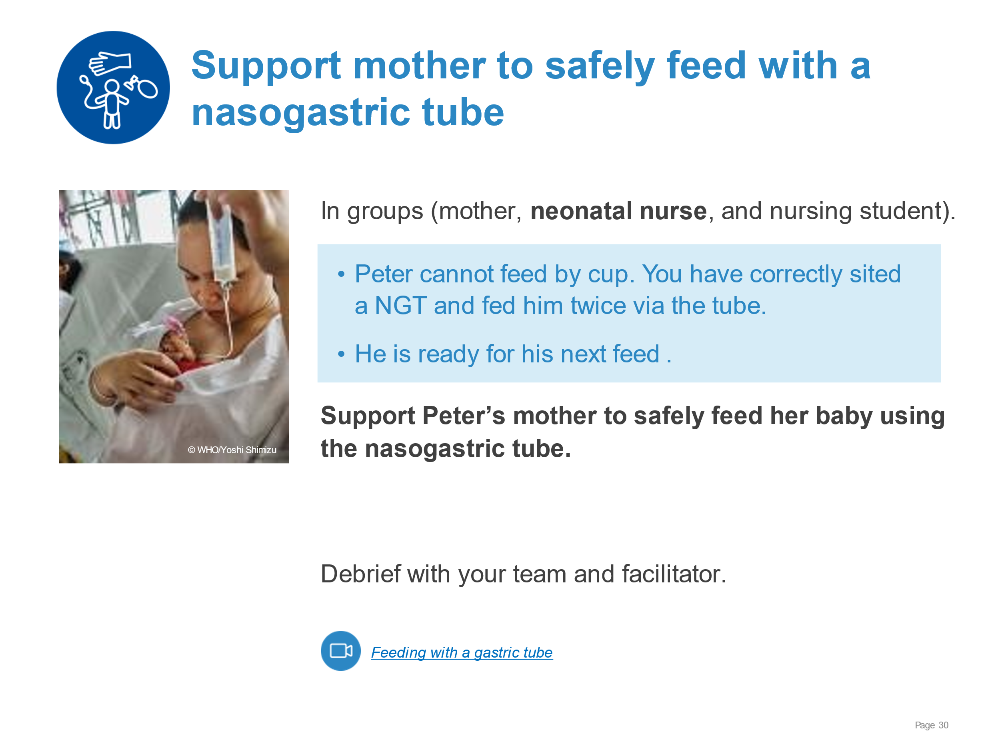 Support mother to safely feed with a
nasogastric tube
In groups (mother, neonatal nurse, and nursing student).
• Peter cannot feed by cup. You have correctly sited
a NGT and fed him twice via the tube.
• He is ready for his next feed .
Support Peter’s mother to safely feed her baby using
the nasogastric tube.
© WHO/Yoshi Shimizu
Debrief with your team and facilitator.
Feeding with a gastric tube
Page 30